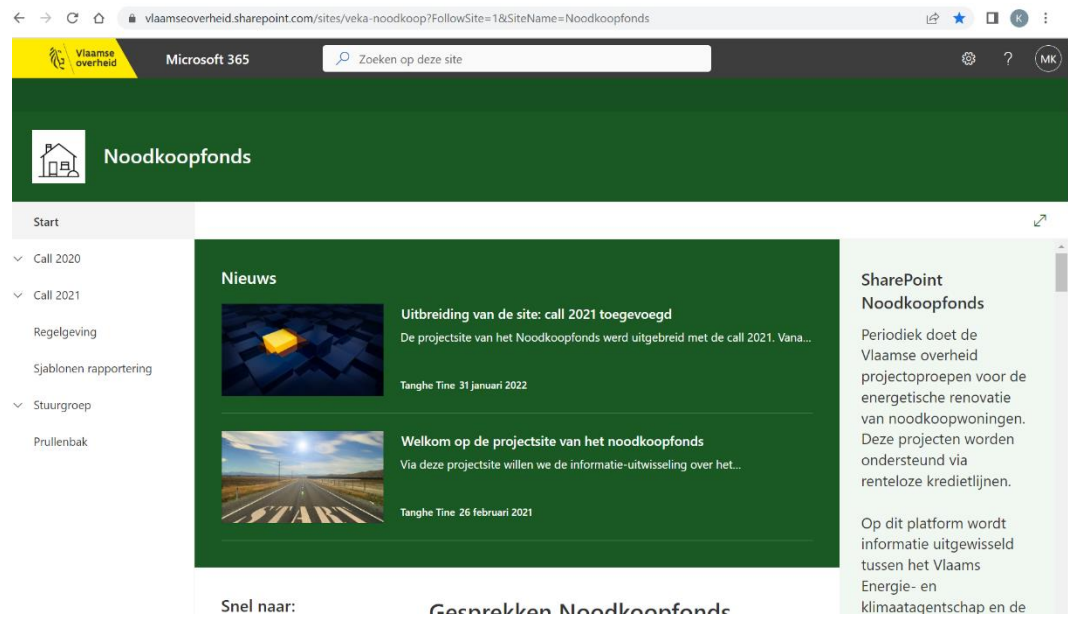 vlaamseoverheid.sharepoint.com/sites/veka-noodkoop?FollowSite=1&SiteName=Noodkoopfonds
K
Vlaamse
overheid
Microsoft 365
Zoeken op deze site
?
MK
Noodkoopfonds
Start
Call 2020
Call 2021
Regelgeving
Sjablonen rapportering
Stuurgroep
Prullenbak
Nieuws
Uitbreiding van de site: call 2021 toegevoegd
De projectsite van het Noodkoopfonds werd uitgebreid met de call 2021. Vana...
Tanghe Tine 31 januari 2022
START
Welkom op de projectsite van het noodkoopfonds
Via deze projectsite willen we de informatie-uitwisseling over het...
Tanghe Tine 26 februari 2021
Snel naar:
Gesprekken Noodkoopfonds
SharePoint
Noodkoopfonds
Periodiek doet de
Vlaamse overheid
projectoproepen voor de
energetische renovatie
van noodkoopwoningen.
Deze projecten worden
ondersteund via
renteloze kredietlijnen.
Op dit platform wordt
informatie uitgewisseld
tussen het Vlaams
Energie- en
klimaatagentschap en de